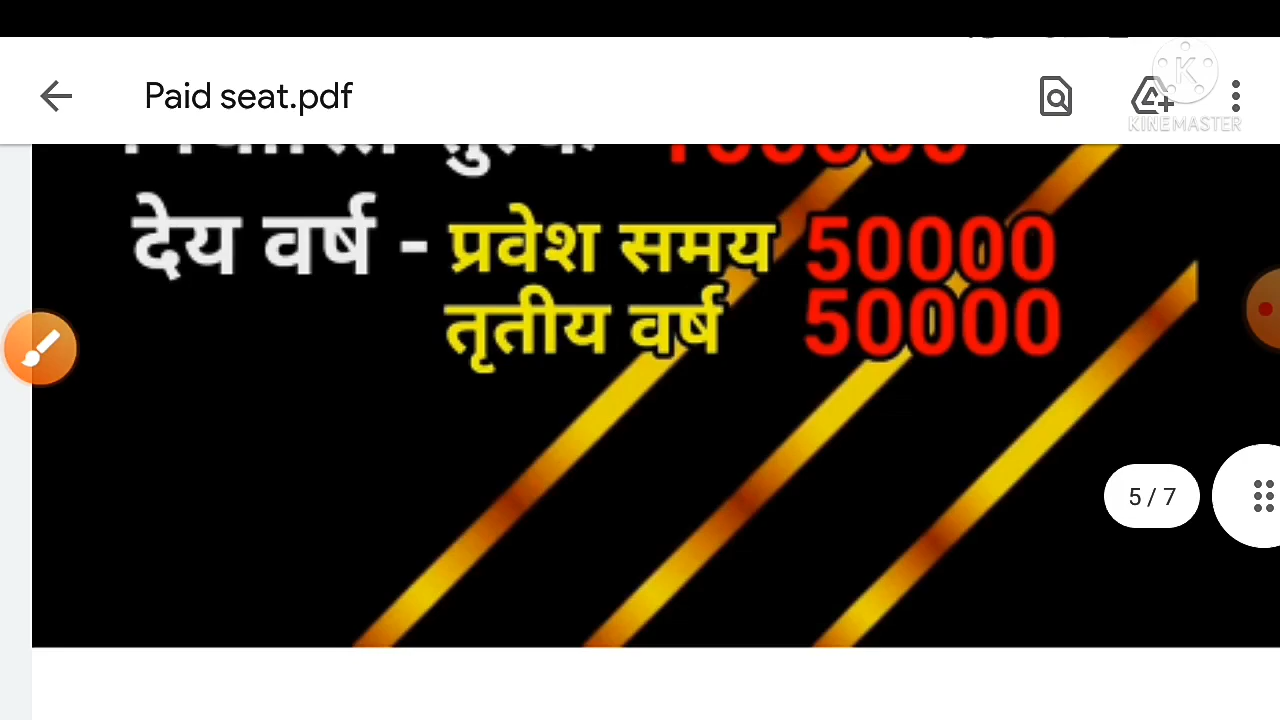 Paid seat.pdf
KINEMASTER
देय वर्ष - प्रवेश समय 50000
तृतीय वर्ष 50000
5 / 7